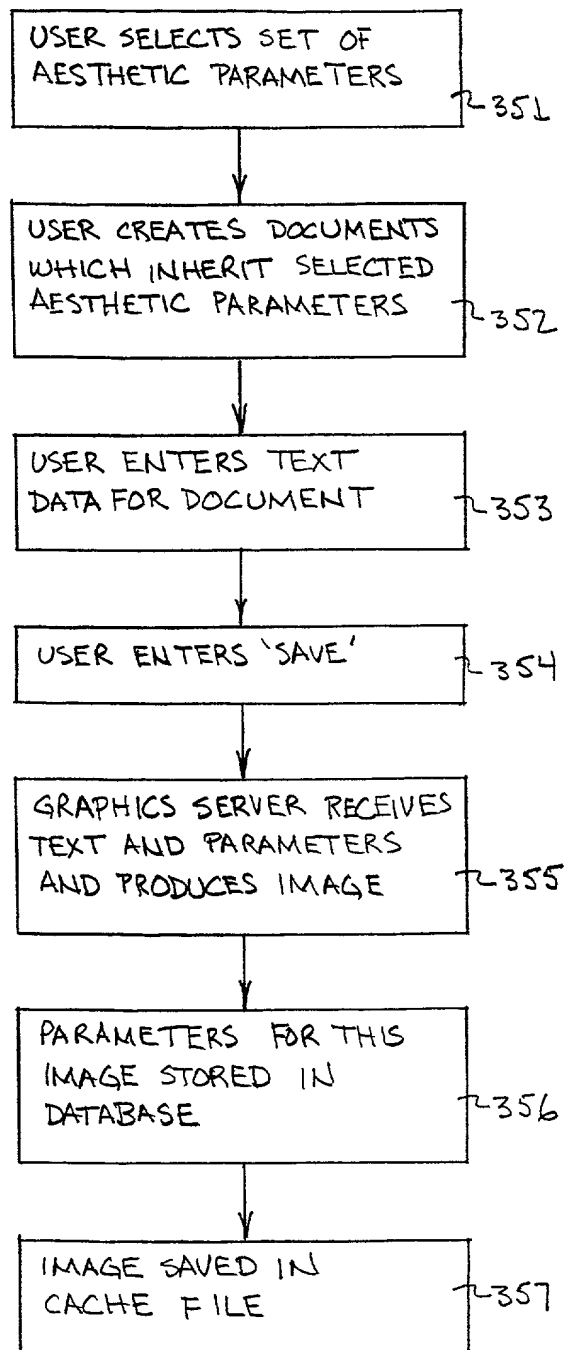 USER SELECTS SET OF
AESTHETIC PARAMETERS
351
USER CREATES DOCUMENTS
WHICH INHERIT SELECTED
AESTHETIC PARAMETERS
352
USER ENTERS TEXT
DATA FOR DOCUMENT
353
USER ENTERS 'SAVE'
354
GRAPHICS SERVER RECEIVES
TEXT AND PARAMETERS
AND PRODUCES IMAGE
355
PARAMETERS FOR THIS
IMAGE STORED IN
DATABASE
356
IMAGE SAVED IN
CACHE FILE
357